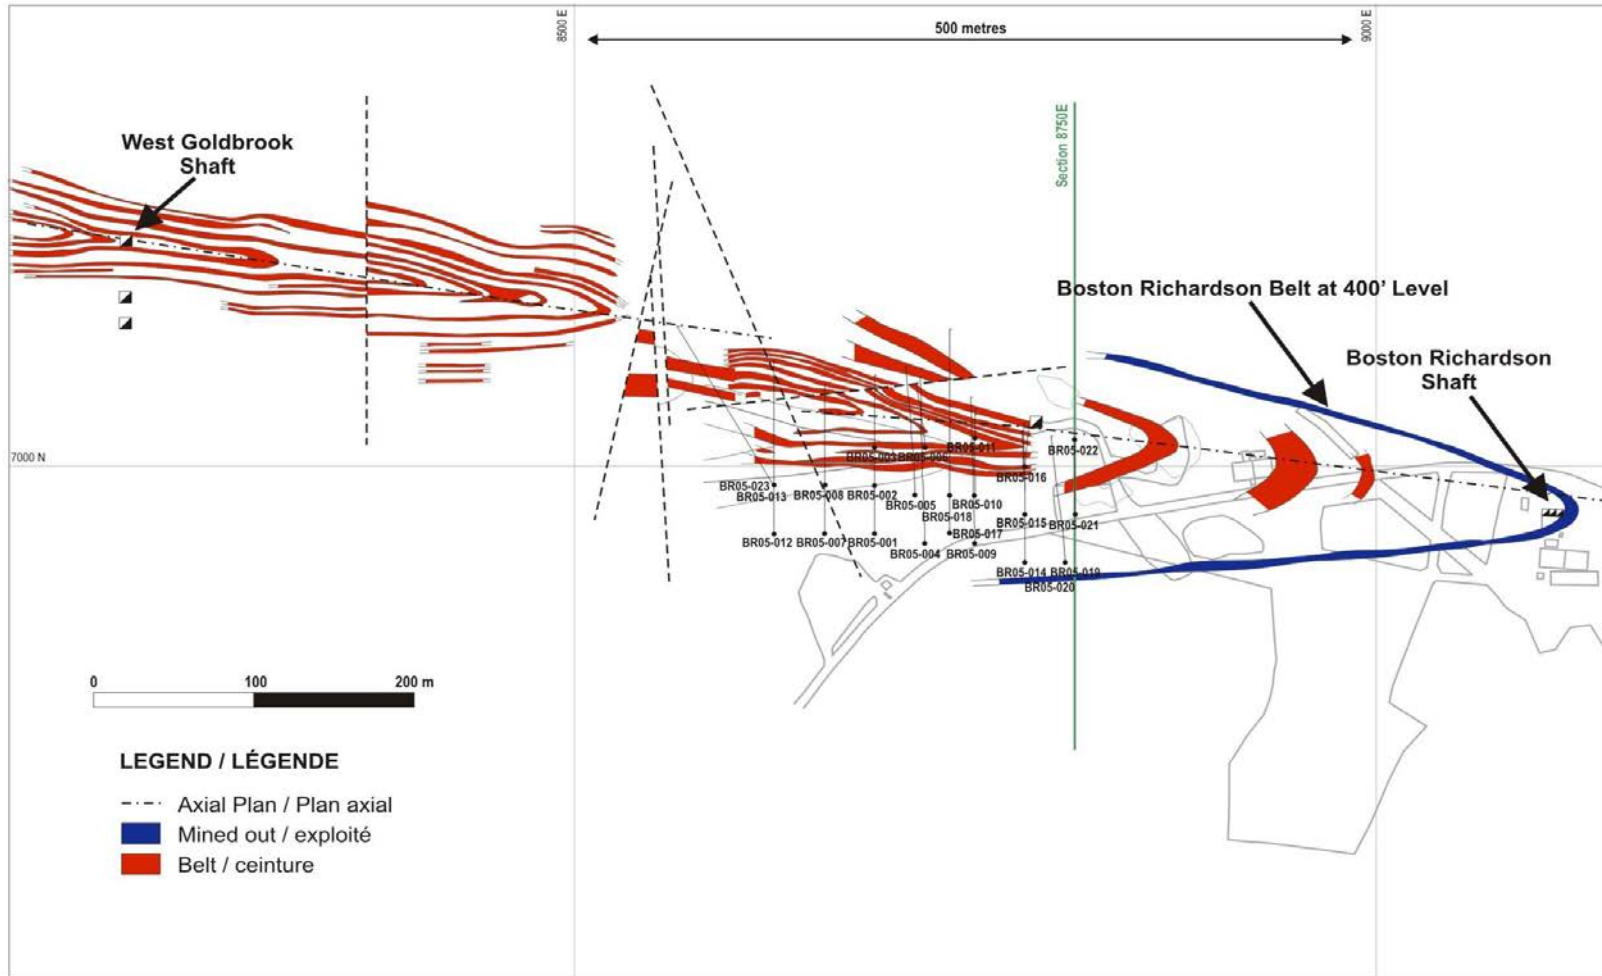 8500 E
500 metres
9000 E
West Goldbrook
Shaft
Section 8750E
Boston Richardson Belt at 400' Level
Boston Richardson
Shaft
7000 N
BR05-011
BR05-022
BR05-003
BR05-006
BR05-016
BR05-023
BR05-013
BR05-008
BR05-002
BR05-005
BR05-010
BR05-018
BR05-015
BR05-021
BR05-012
BR05-007
BR05-001
BR05-017
BR05-004
BR05-009
BR05-014
BR05-019
BR05-020
0 100 200 m
LEGEND / LÉGENDE
Axial Plan / Plan axial
Mined out / exploité
Belt / ceinture